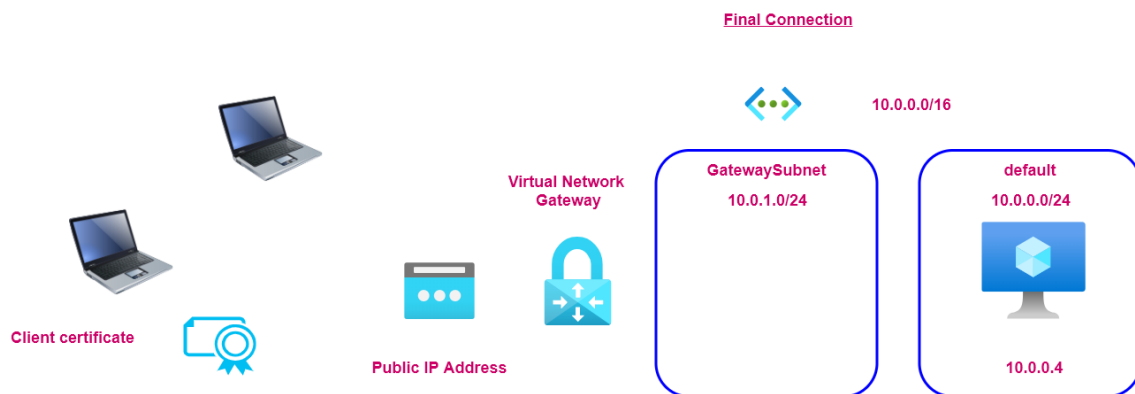 Final Connection
10.0.0.0/16
GatewaySubnet
10.0.1.0/24
default
10.0.0.0/24
Virtual Network
Gateway
Client certificate
Public IP Address
10.0.0.4